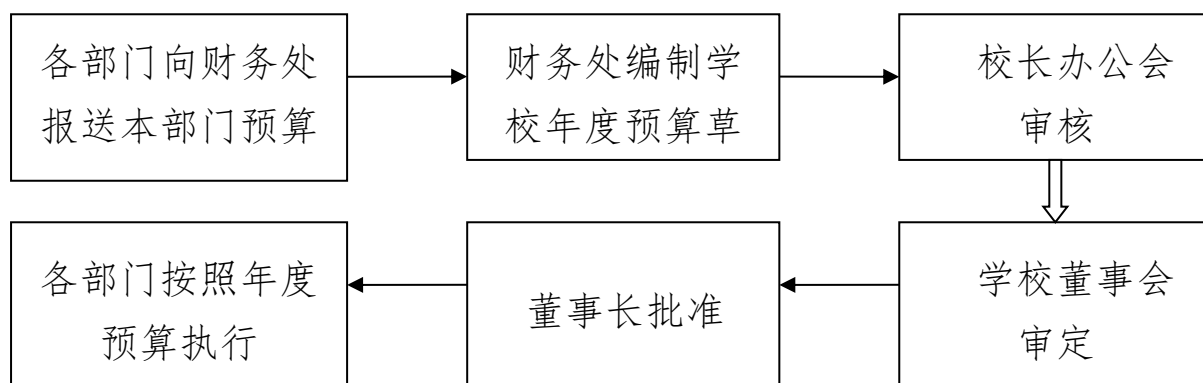 各部门向财务处
报送本部门预算
财务处编制学
校年度预算草
校长办公会
审核
学校董事会
审定
董事长批准
各部门按照年度
预算执行